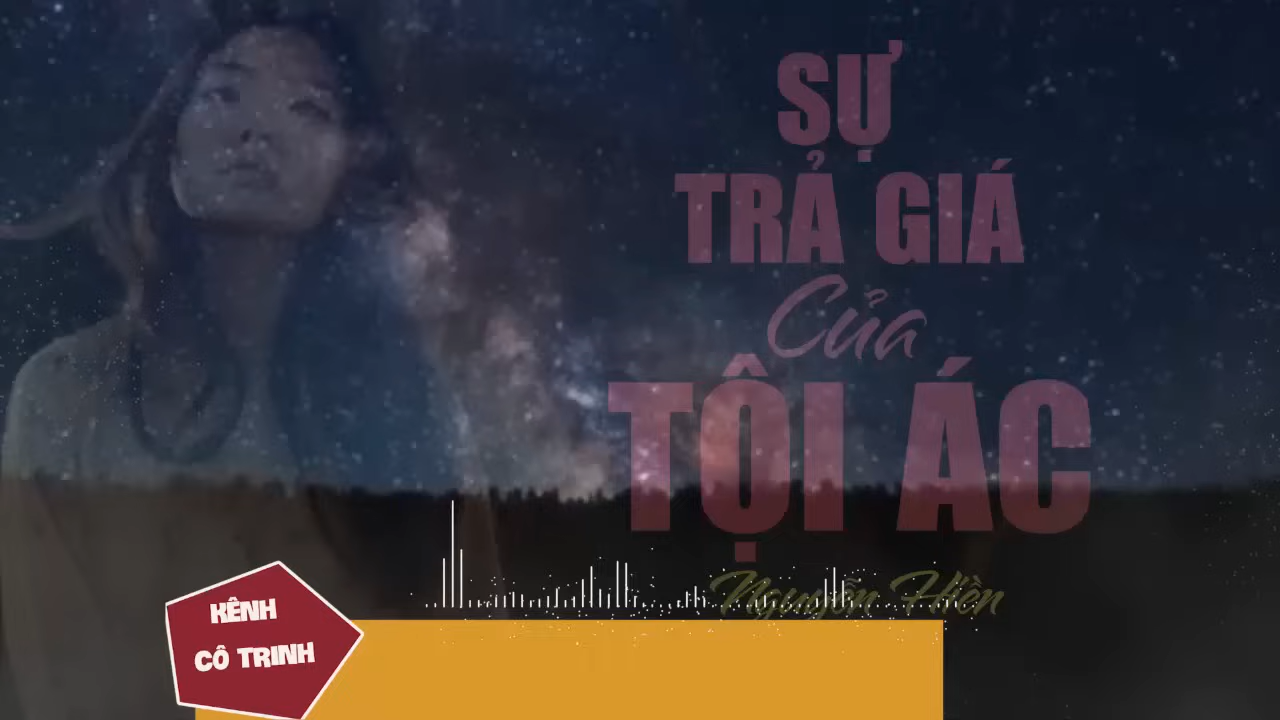 SỰ
TRẢ GIÁ
Của
TỘI ÁC
Nguyễn Hiền
KÊNH
CÔ TRINH